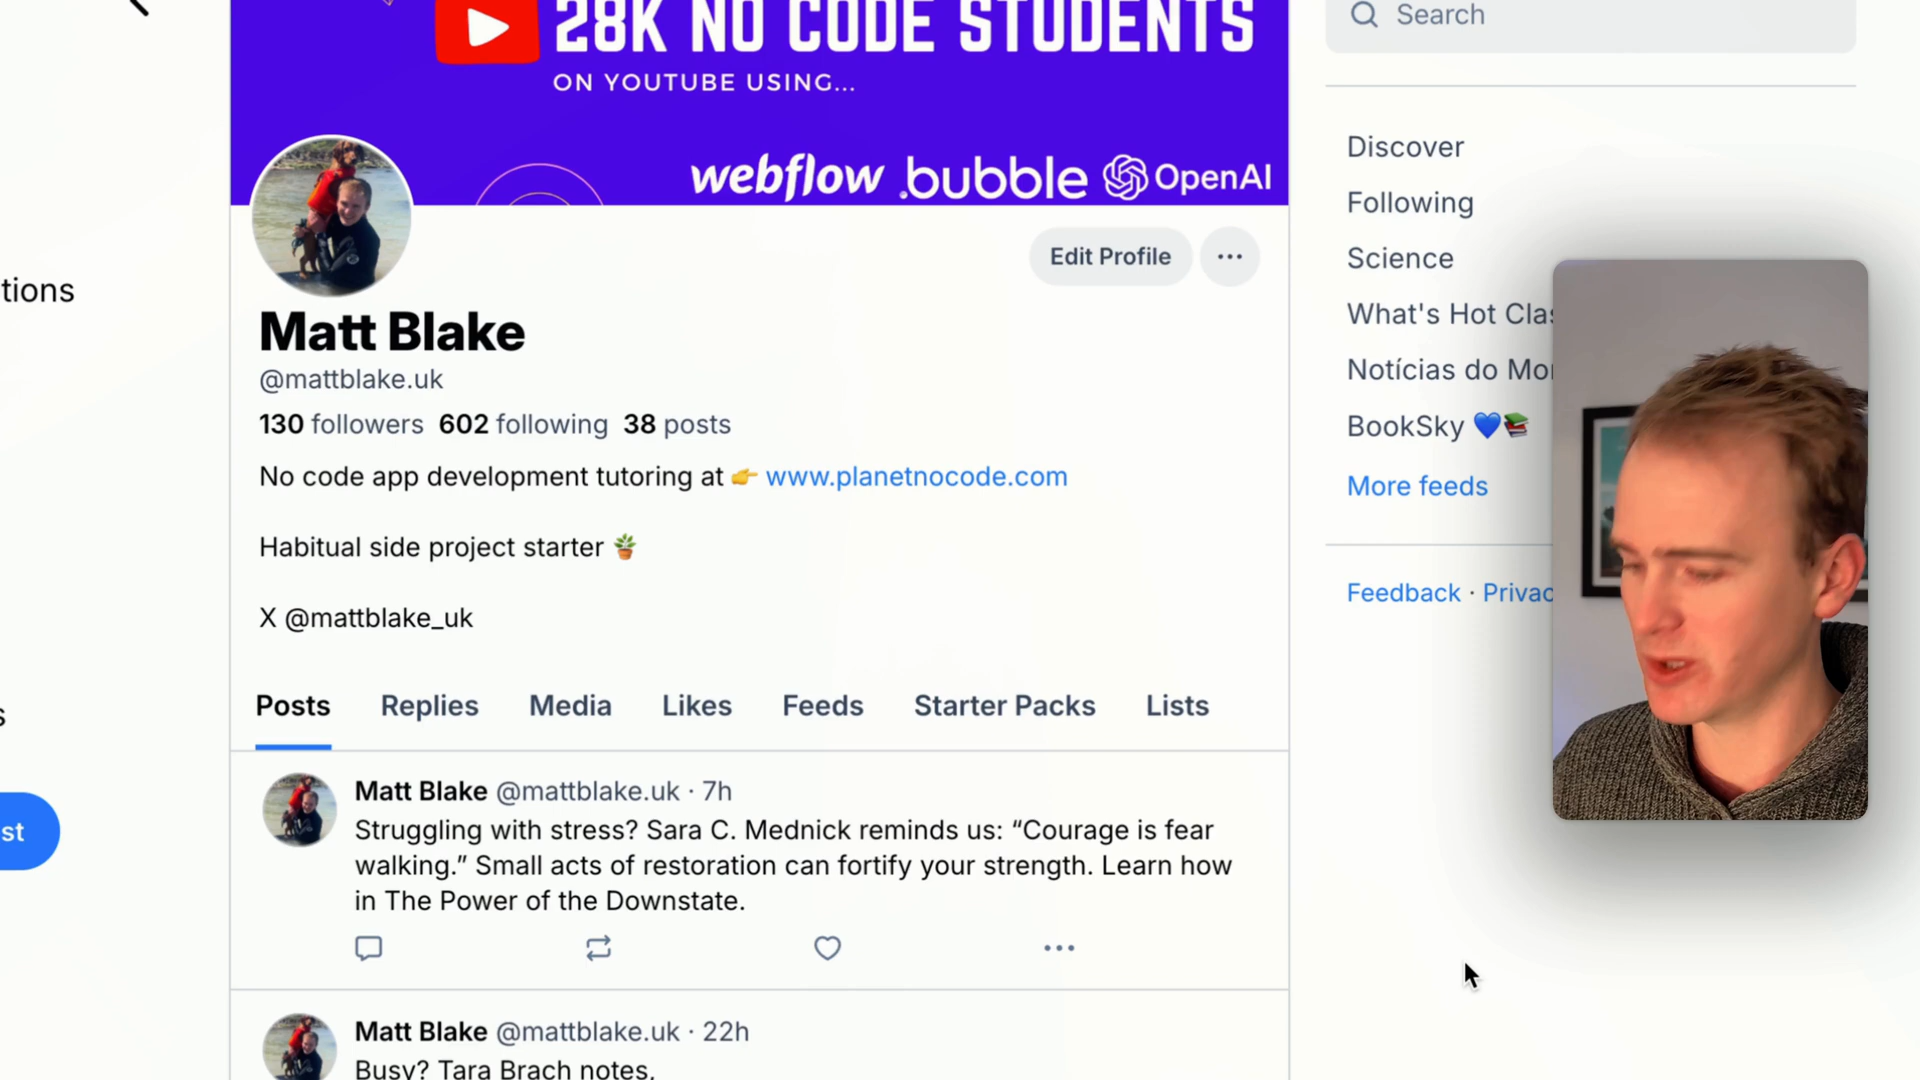 28K NO CODE STUDENTS
ON YOUTUBE USING...
webflow .bubble OpenAI
Edit Profile
Matt Blake
@mattblake.uk
130 followers 602 following 38 posts
No code app development tutoring at 👉 www.planetnocode.com
Habitual side project starter 🪴
X @mattblake_uk
Posts Replies Media Likes Feeds Starter Packs Lists
Matt Blake @mattblake.uk · 7h
Struggling with stress? Sara C. Mednick reminds us: “Courage is fear
walking.” Small acts of restoration can fortify your strength. Learn how
in The Power of the Downstate.
Matt Blake @mattblake.uk · 22h
Busy? Tara Brach notes,
tions
s
st
Search
Discover
Following
Science
What's Hot Clas
Notícias do Mo
BookSky 💙📚
More feeds
Feedback · Privac